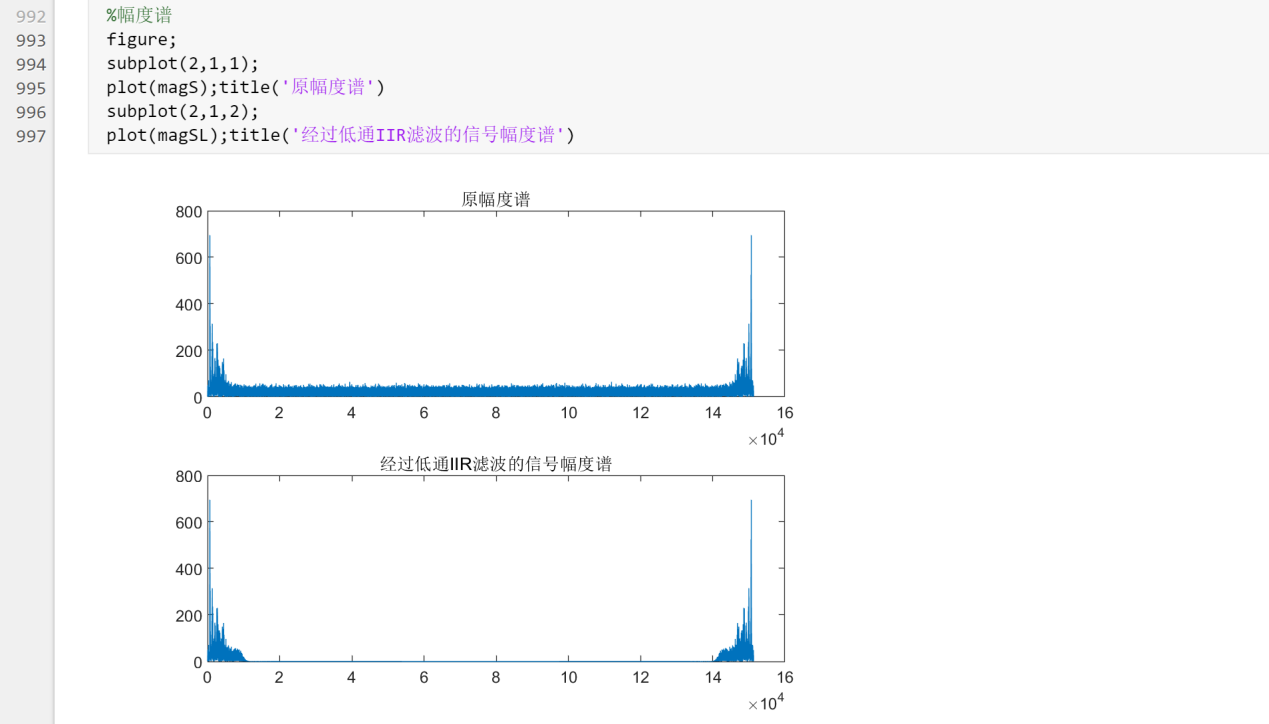 992 %幅度谱
993 figure;
994 subplot(2,1,1);
995 plot(magS);title('原幅度谱')
996 subplot(2,1,2);
997 plot(magSL);title('经过低通IIR滤波的信号幅度谱')
原幅度谱
800
600
400
200
0
0 2 4 6 8 10 12 14 16
×10^4
经过低通IIR滤波的信号幅度谱
800
600
400
200
0
0 2 4 6 8 10 12 14 16
×10^4